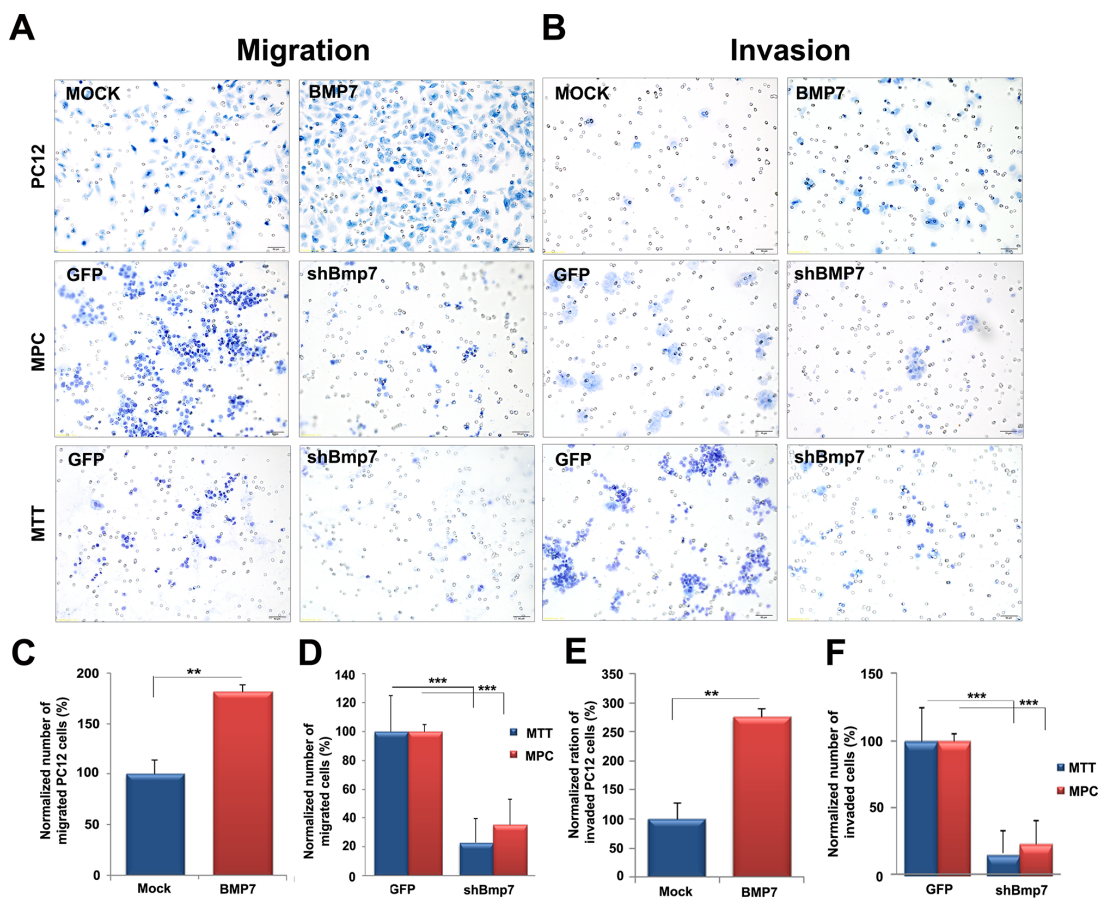 A
Migration
B
Invasion
PC12
MOCK
BMP7
MOCK
BMP7
MPC
GFP
shBmp7
GFP
shBMP7
MTT
GFP
shBmp7
GFP
shBmp7
C
Normalized number of
migrated PC12 cells (%)
200
150
100
50
0
**
Mock
BMP7
D
Normalized number of
migrated cells (%)
140
120
100
80
60
40
20
0
***
***
MTT
MPC
GFP
shBmp7
E
Normalized ration of
invaded PC12 cells (%)
350
300
250
200
150
100
50
0
**
Mock
BMP7
F
Normalized number of
invaded cells (%)
150
100
50
0
***
***
MTT
MPC
GFP
shBmp7